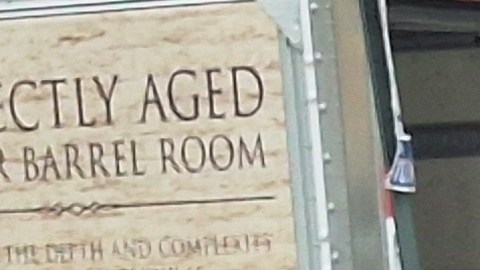 ECTLY AGED
R BARREL ROOM
THE DEPTH AND COMPLEXITY